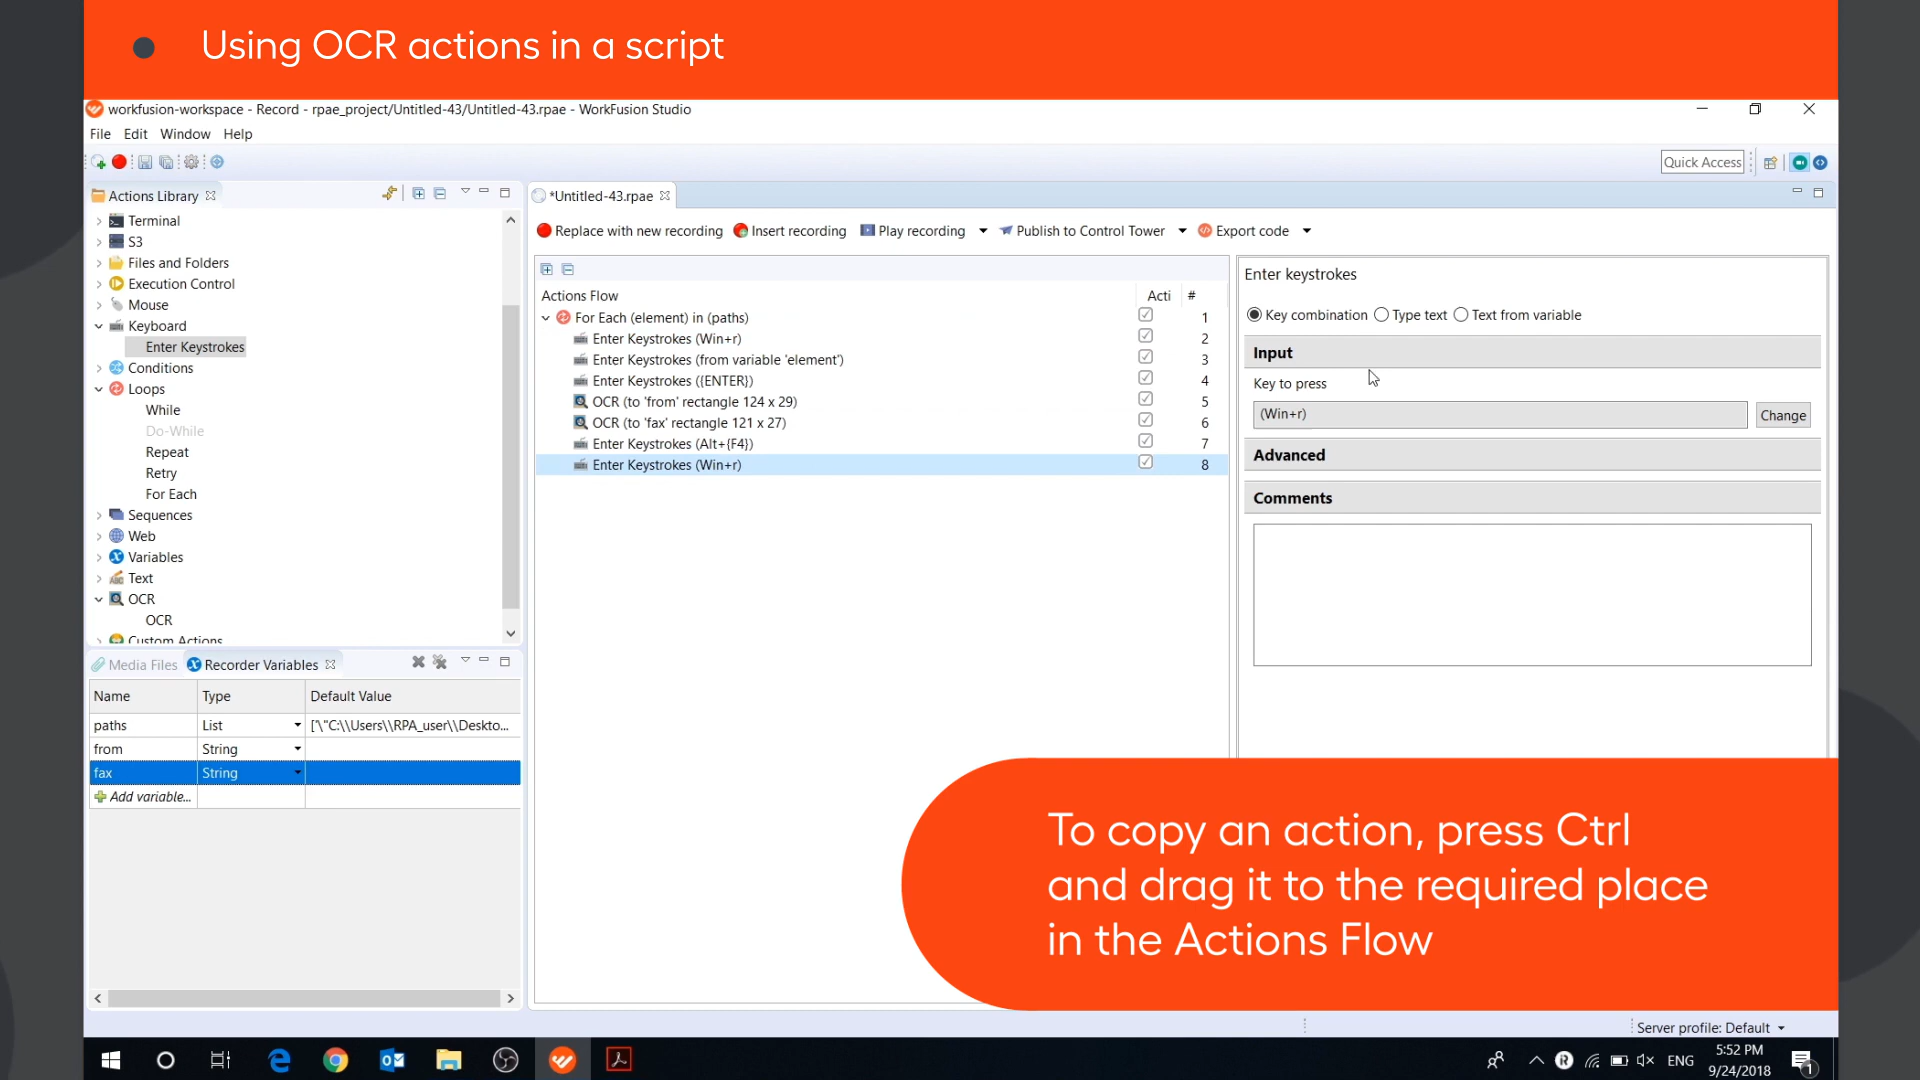 Using OCR actions in a script
workfusion-workspace - Record - rpae_project/Untitled-43/Untitled-43.rpae - WorkFusion Studio
File Edit Window Help
Quick Access
Actions Library
Terminal
S3
Files and Folders
Execution Control
Mouse
Keyboard
Enter Keystrokes
Conditions
Loops
While
Do-While
Repeat
Retry
For Each
Sequences
Web
Variables
Text
OCR
OCR
Custom Actions
Media Files Recorder Variables
Name Type Default Value
paths List ['\"C:\\Users\\RPA_user\\Deskto...
from String
fax String
Add variable...
*Untitled-43.rpae
Replace with new recording Insert recording Play recording Publish to Control Tower Export code
Actions Flow Acti #
For Each (element) in (paths) 1
Enter Keystrokes (Win+r) 2
Enter Keystrokes (from variable 'element') 3
Enter Keystrokes ({ENTER}) 4
OCR (to 'from' rectangle 124 x 29) 5
OCR (to 'fax' rectangle 121 x 27) 6
Enter Keystrokes (Alt+{F4}) 7
Enter Keystrokes (Win+r) 8
Enter keystrokes
Key combination Type text Text from variable
Input
Key to press
(Win+r) Change
Advanced
Comments
To copy an action, press Ctrl
and drag it to the required place
in the Actions Flow
Server profile: Default
ENG 5:52 PM
9/24/2018
1